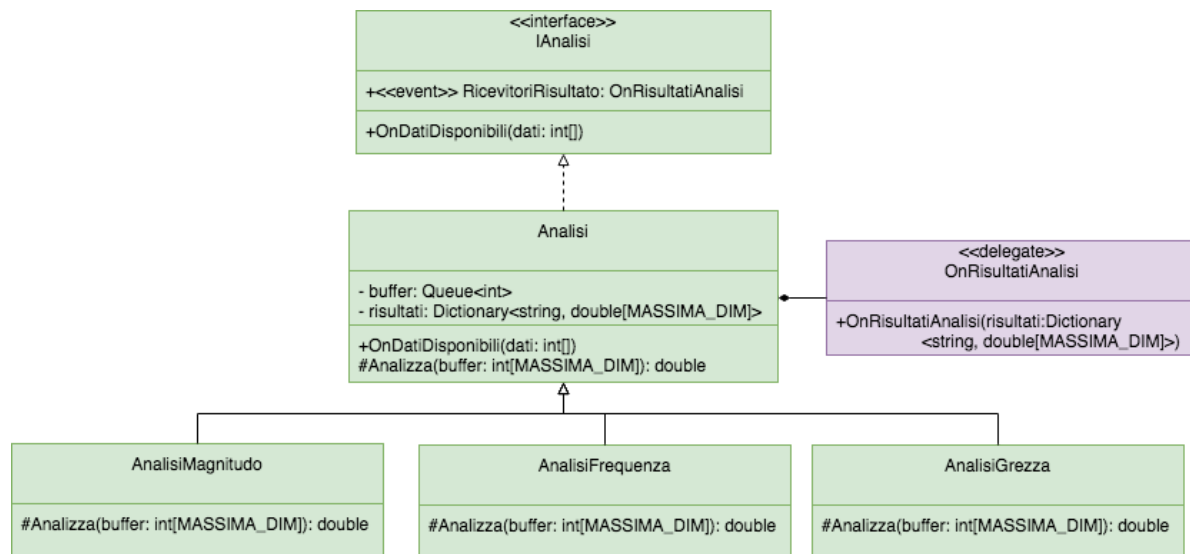 <<interface>>
IAnalisi
+<<event>> RicevitoriRisultato: OnRisultatiAnalisi
+OnDatiDisponibili(dati: int[])
Analisi
- buffer: Queue<int>
- risultati: Dictionary<string, double[MASSIMA_DIM]>
+OnDatiDisponibili(dati: int[])
#Analizza(buffer: int[MASSIMA_DIM]): double
<<delegate>>
OnRisultatiAnalisi
+OnRisultatiAnalisi(risultati:Dictionary
<string, double[MASSIMA_DIM]>)
AnalisiMagnitudo
#Analizza(buffer: int[MASSIMA_DIM]): double
AnalisiFrequenza
#Analizza(buffer: int[MASSIMA_DIM]): double
AnalisiGrezza
#Analizza(buffer: int[MASSIMA_DIM]): double